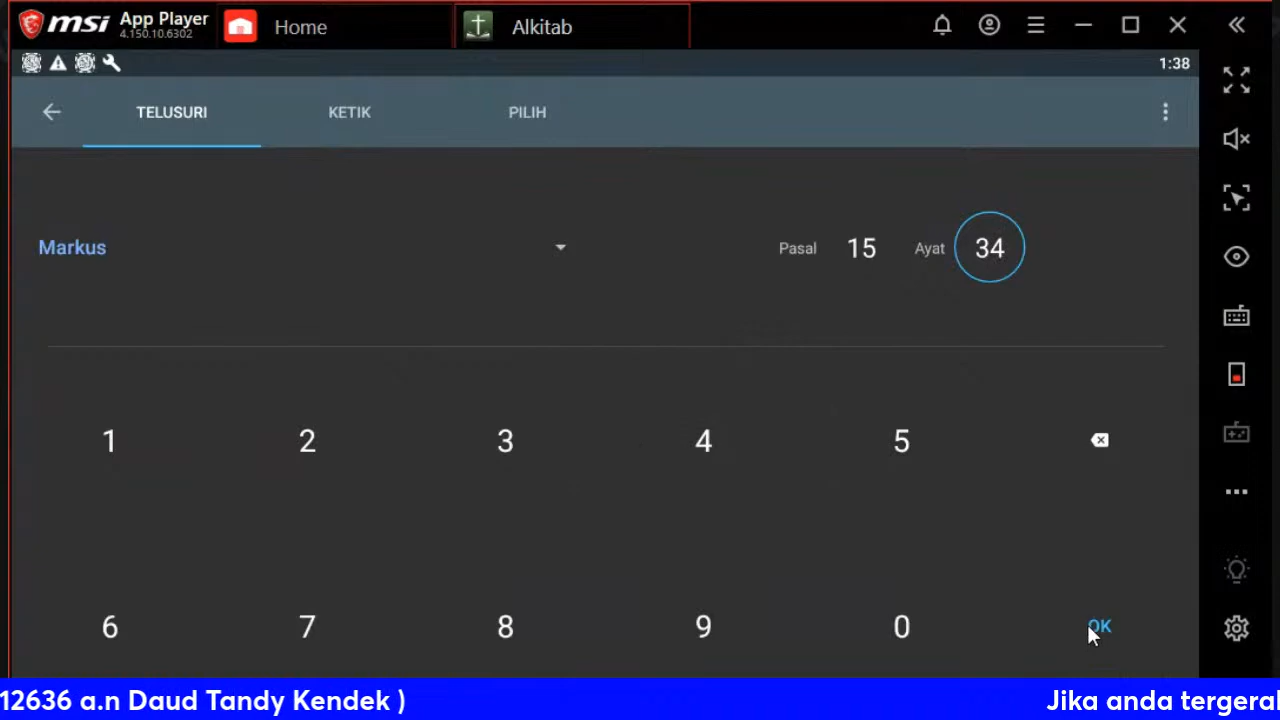 msi App Player
4.150.10.6302
Home
Alkitab
1:38
TELUSURI KETIK PILIH
Markus Pasal 15 Ayat 34
1 2 3 4 5
6 7 8 9 0 OK
12636 a.n Daud Tandy Kendek ) Jika anda tergeral